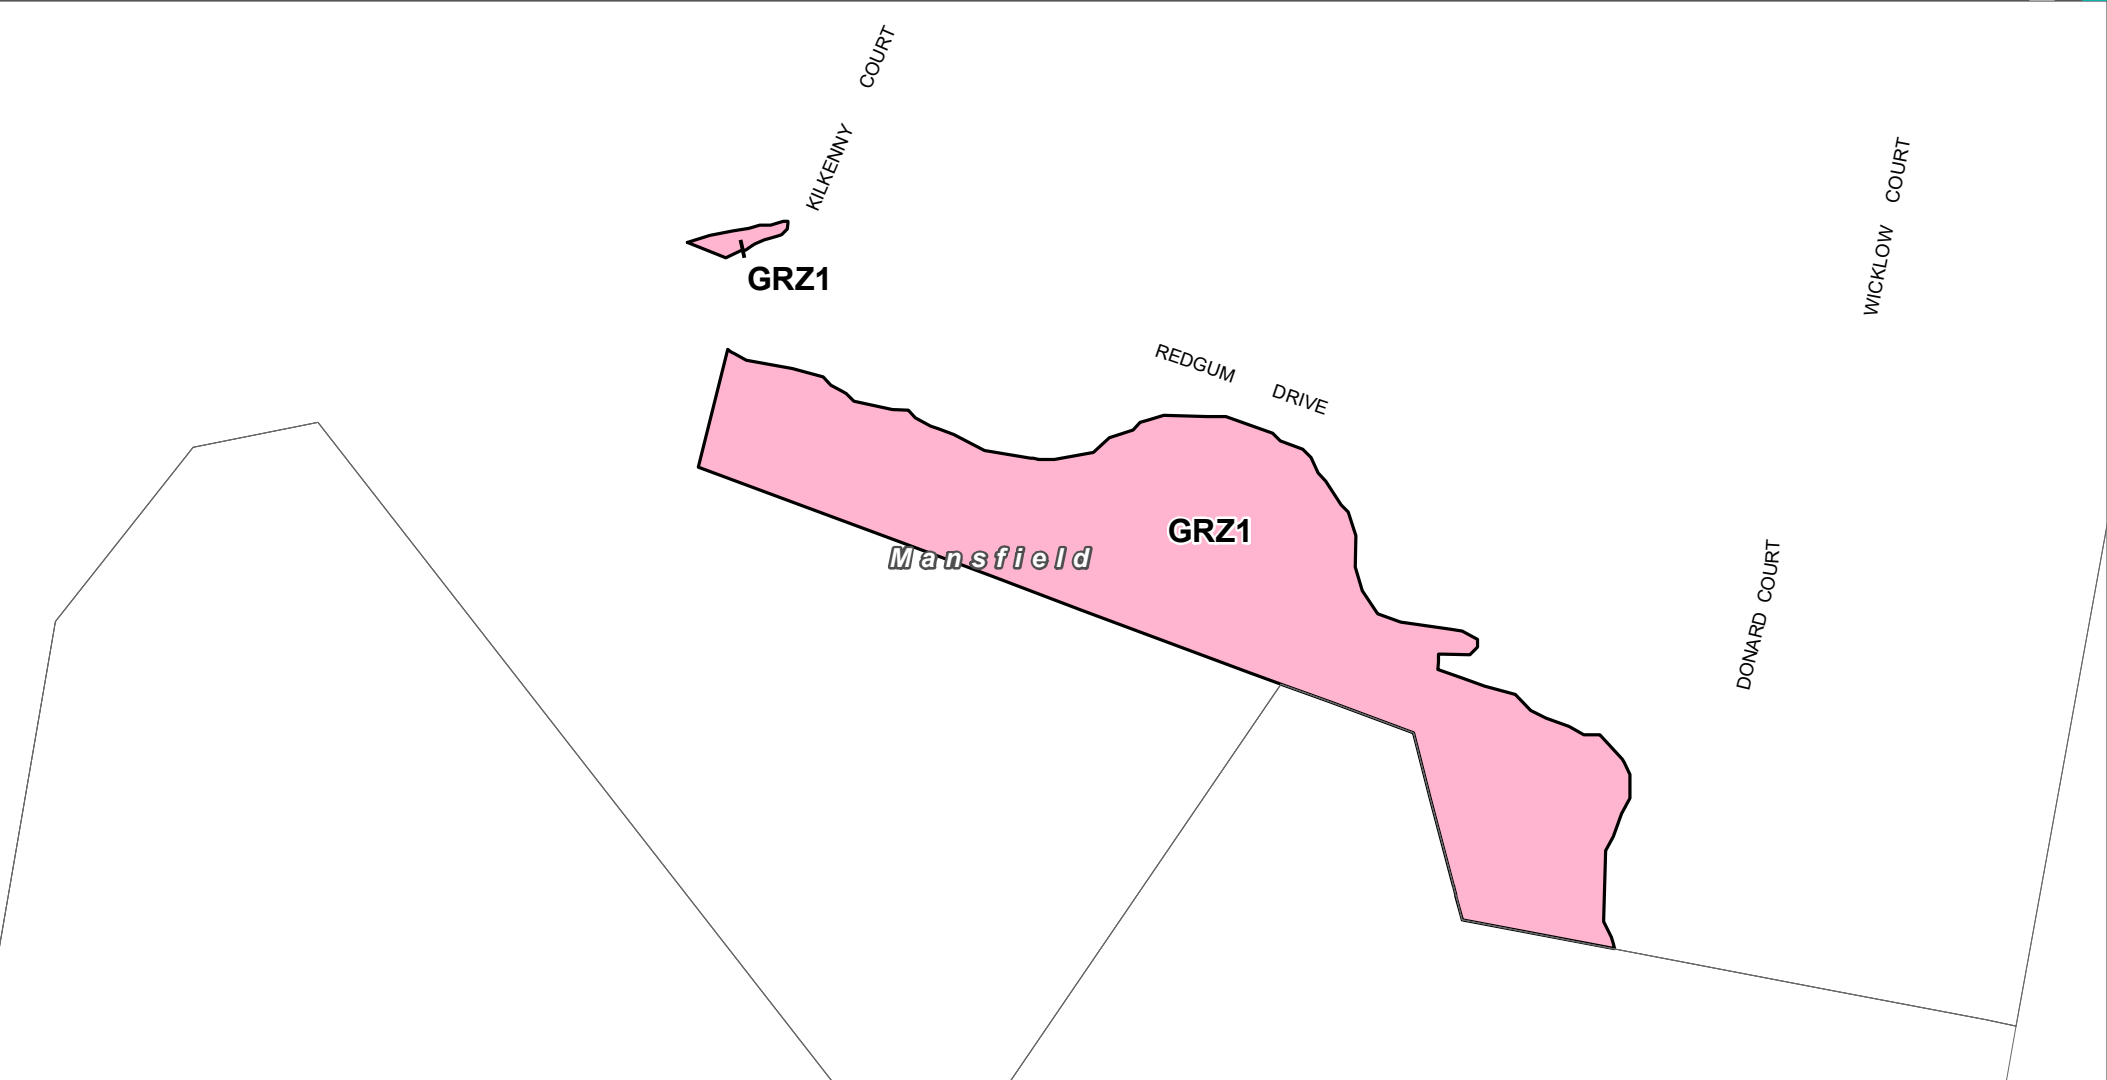 KILKENNY COURT
WICKLOW COURT
GRZ1
REDGUM DRIVE
GRZ1
Mansfield
DONARD COURT